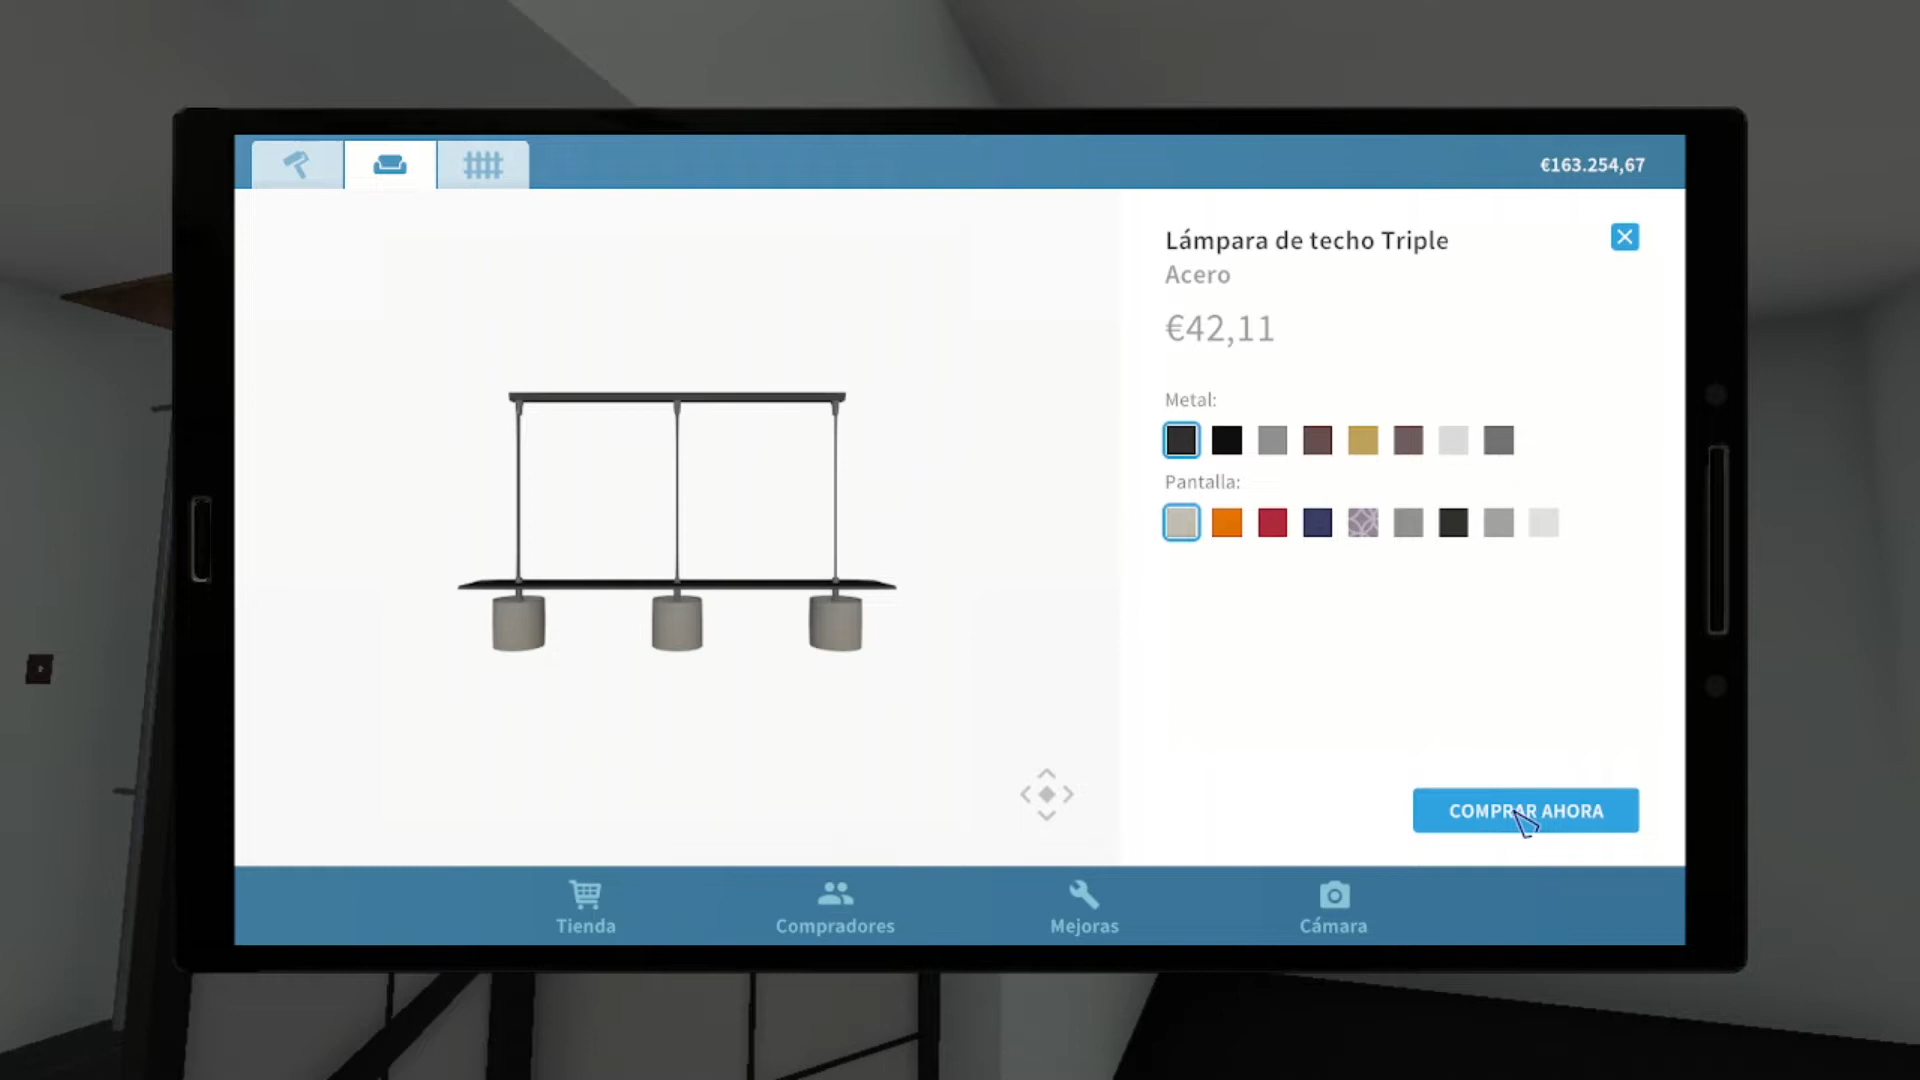 €163.254,67
Lámpara de techo Triple
Acero
€42,11
Metal:
Pantalla:
COMPRAR AHORA
Tienda
Compradores
Mejoras
Cámara